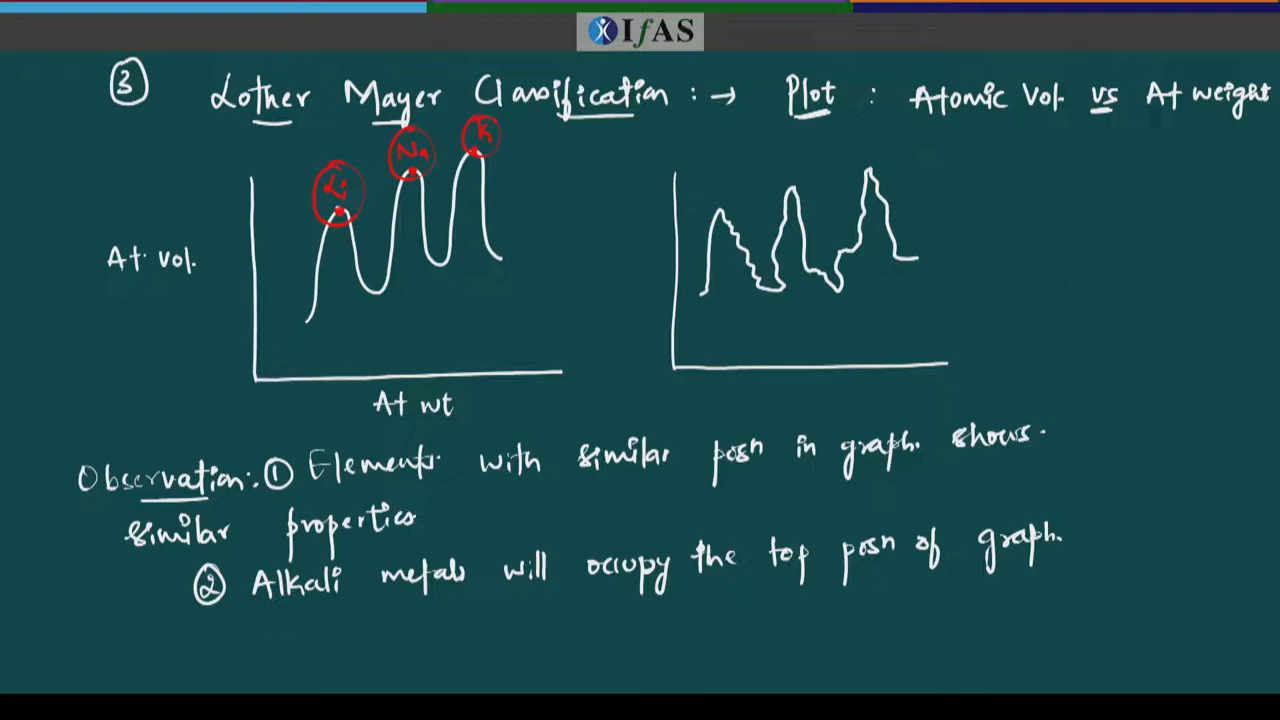 IfAS
3 Lother Mayer Classification : → Plot : Atomic Vol. vs At weight
Li Na K
At. vol.
At wt
Observation:. 1 Elements with similar posn in graph. shows.
similar properties
2 Alkali metals will occupy the top posn of graph.